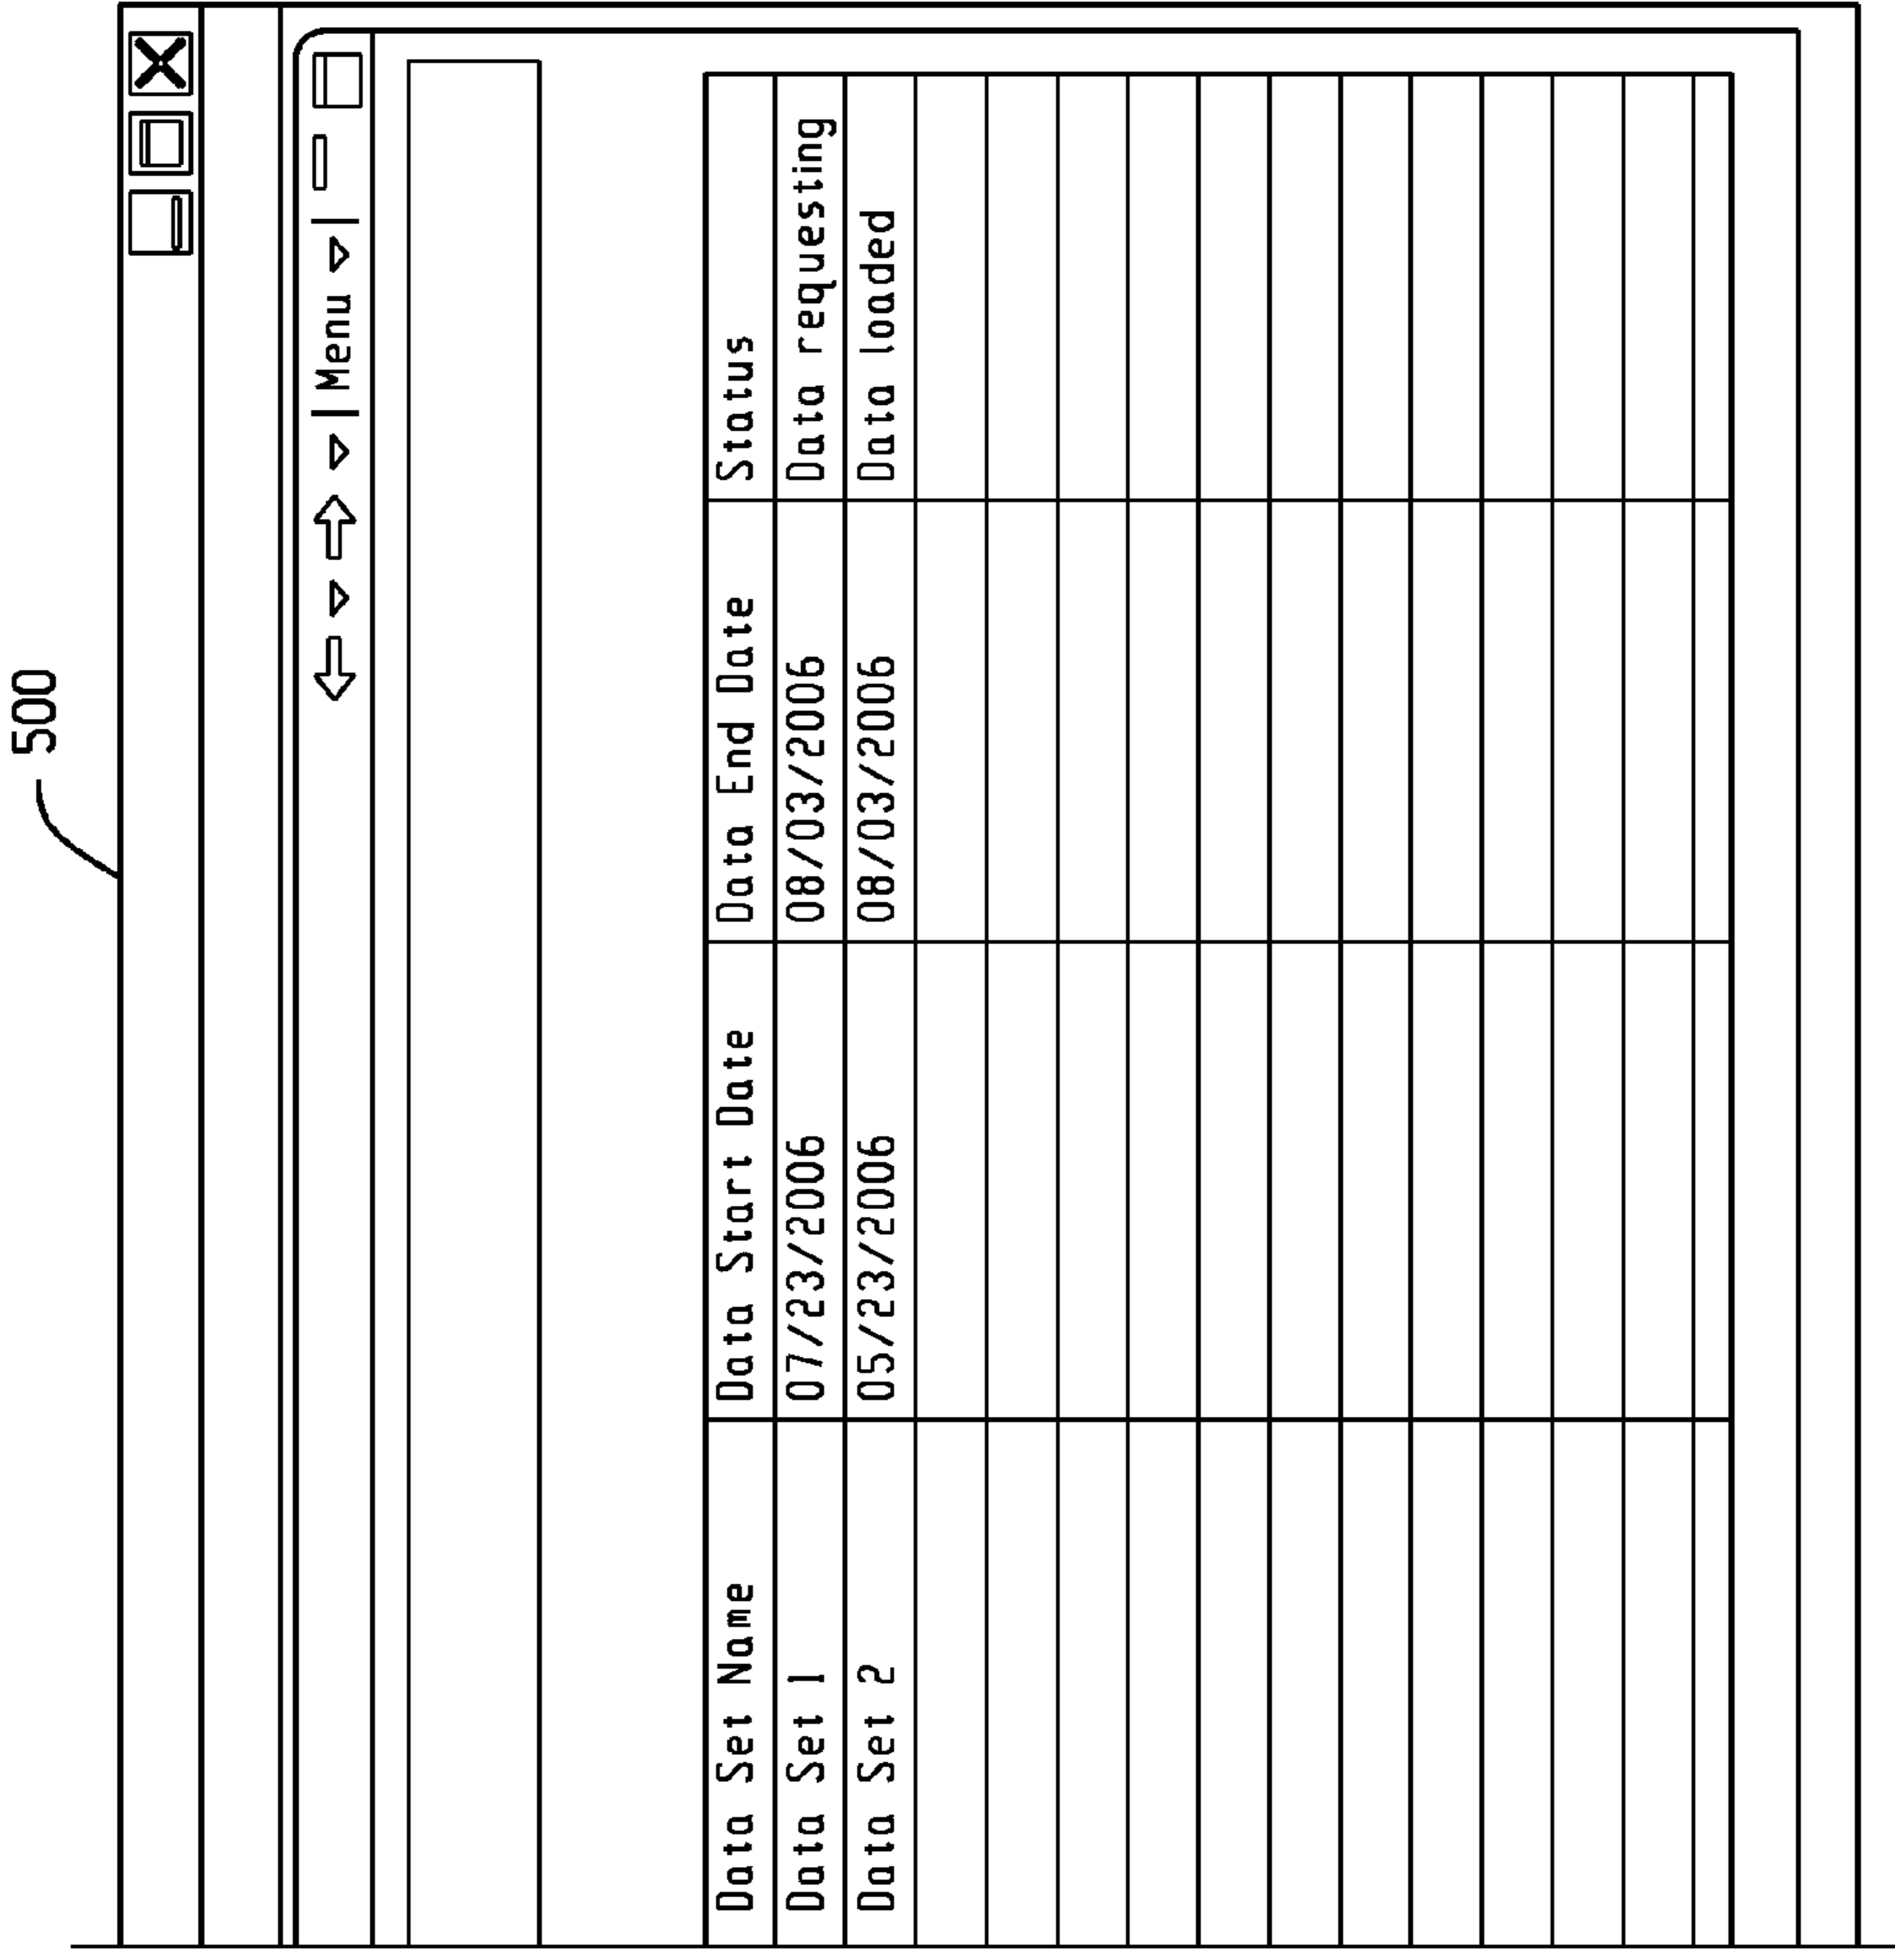 500
Menu
Data Set Name Data Start Date Data End Date Status
Data Set 1 07/23/2006 08/03/2006 Data requesting
Data Set 2 05/23/2006 08/03/2006 Data loaded